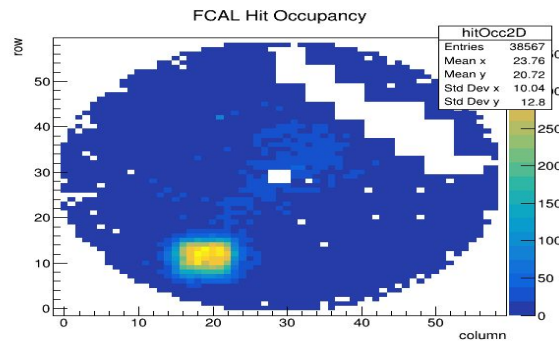 FCAL Hit Occupancy
hitOcc2D
Entries 38567
Mean x 23.76
Mean y 20.72
Std Dev x 10.04
Std Dev y 12.8
row
60
50
40
30
20
10
0
0 10 20 30 40 50
column
250
200
150
100
50
0